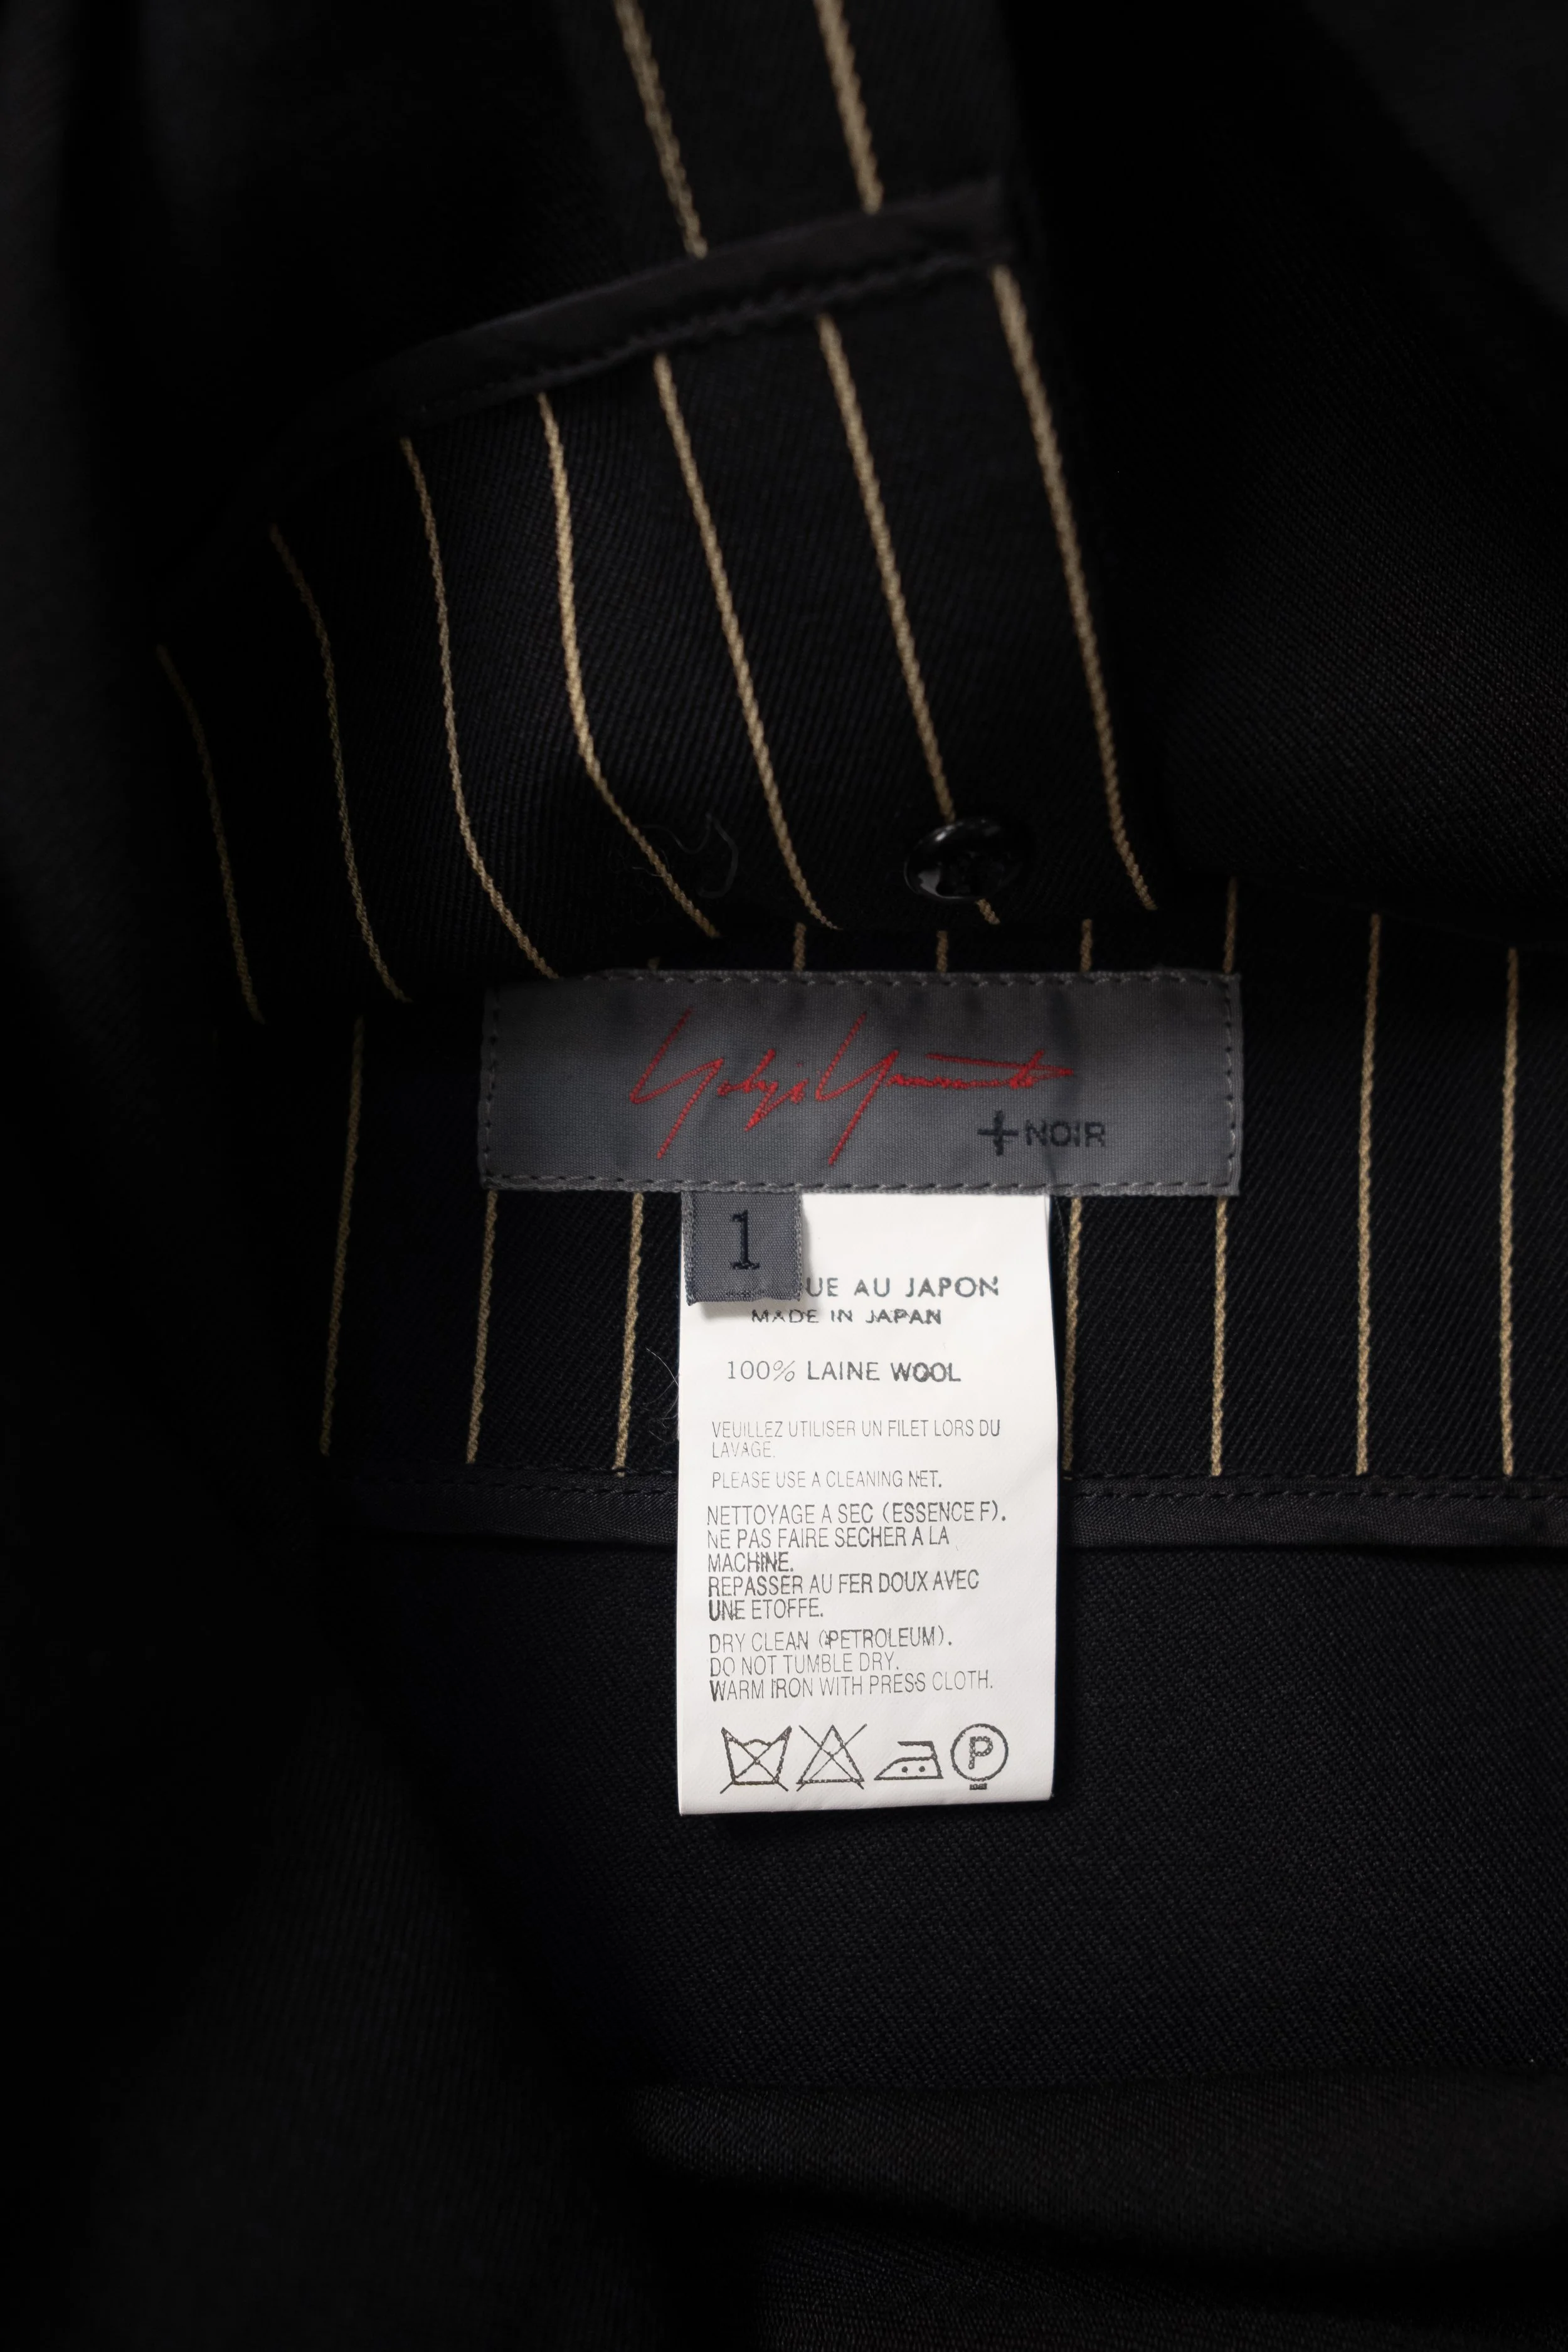 Yohji Yamamoto
+NOIR
1
UE AU JAPON
MADE IN JAPAN
100% LAINE WOOL
VEUILLEZ UTILISER UN FILET LORS DU
LAVAGE.
PLEASE USE A CLEANING NET.
NETTOYAGE A SEC (ESSENCE F).
NE PAS FAIRE SECHER A LA
MACHINE.
REPASSER AU FER DOUX AVEC
UNE ETOFFE.
DRY CLEAN (PETROLEUM).
DO NOT TUMBLE DRY.
WARM IRON WITH PRESS CLOTH.
P